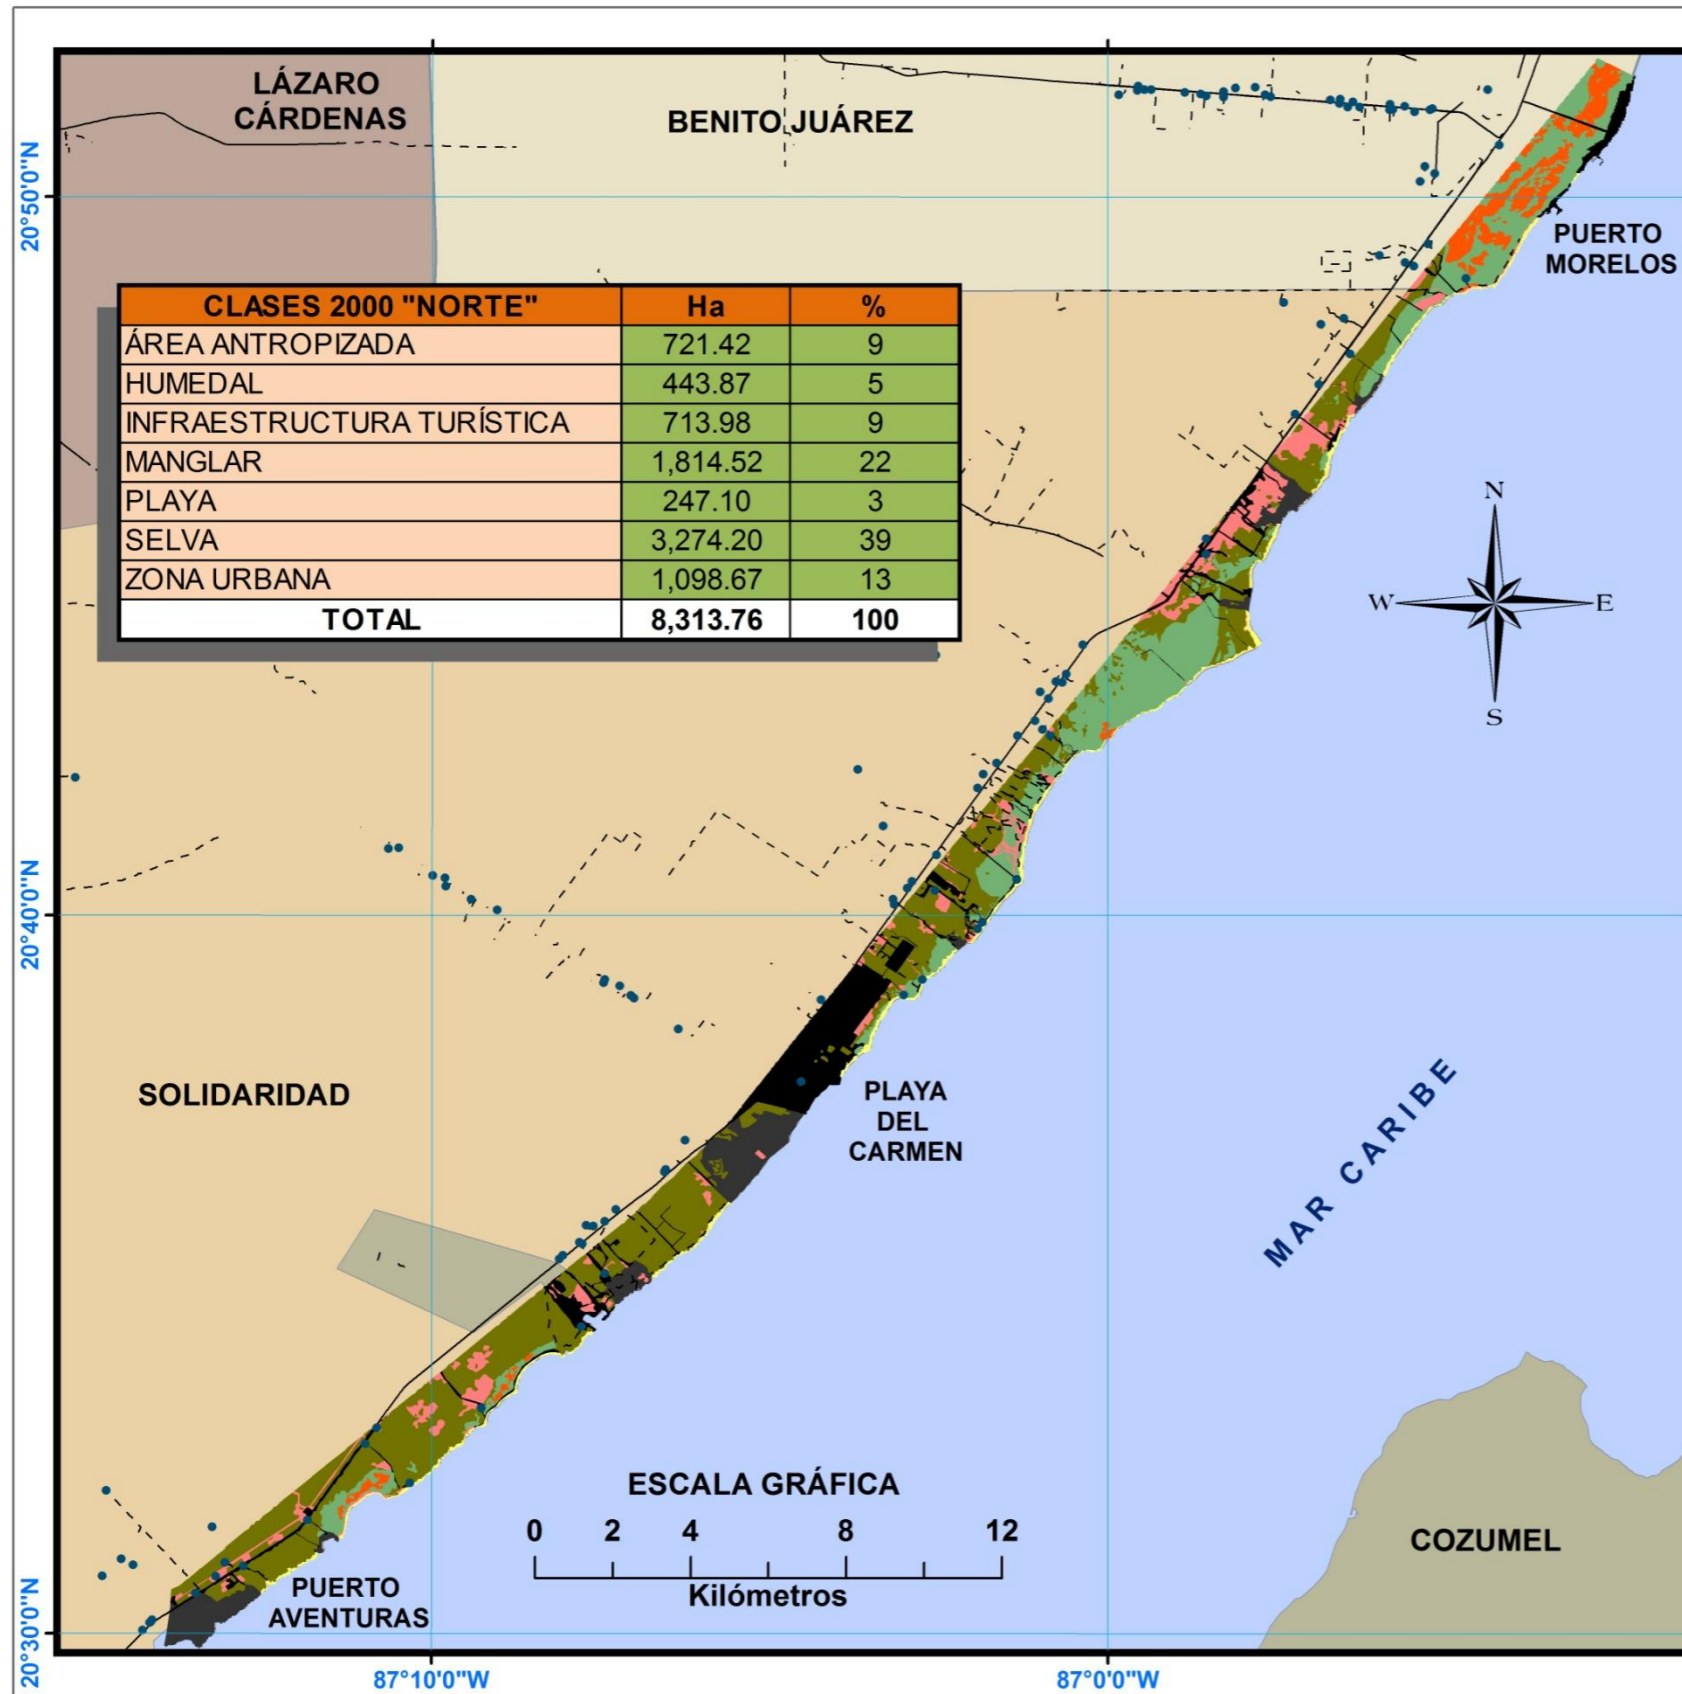 LÁZARO
CÁRDENAS
BENITO JUÁREZ
20°50'0"N
PUERTO
MORELOS
CLASES 2000 "NORTE" Ha %
ÁREA ANTROPIZADA 721.42 9
HUMEDAL 443.87 5
INFRAESTRUCTURA TURÍSTICA 713.98 9
MANGLAR 1,814.52 22
PLAYA 247.10 3
SELVA 3,274.20 39
ZONA URBANA 1,098.67 13
TOTAL 8,313.76 100
N
W E
S
20°40'0"N
SOLIDARIDAD
PLAYA
DEL
CARMEN
MAR CARIBE
ESCALA GRÁFICA
0 2 4 8 12
Kilómetros
COZUMEL
PUERTO
AVENTURAS
20°30'0"N
87°10'0"W 87°0'0"W